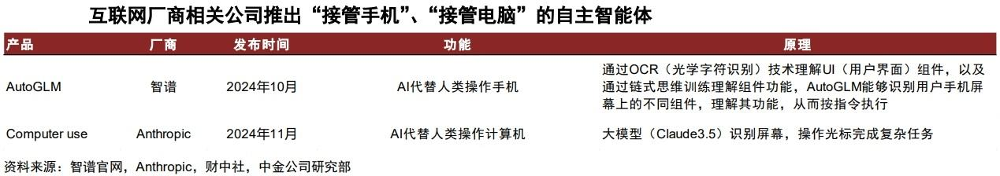 互联网厂商相关公司推出“接管手机”、“接管电脑”的自主智能体
产品 厂商 发布时间 功能 原理
AutoGLM 智谱 2024年10月 AI代替人类操作手机 通过OCR（光学字符识别）技术理解UI（用户界面）组件，以及
通过链式思维训练理解组件功能，AutoGLM能够识别用户手机屏
幕上的不同组件，理解其功能，从而按指令执行
Computer use Anthropic 2024年11月 AI代替人类操作计算机 大模型（Claude3.5）识别屏幕，操作光标完成复杂任务
资料来源：智谱官网，Anthropic，财中社，中金公司研究部